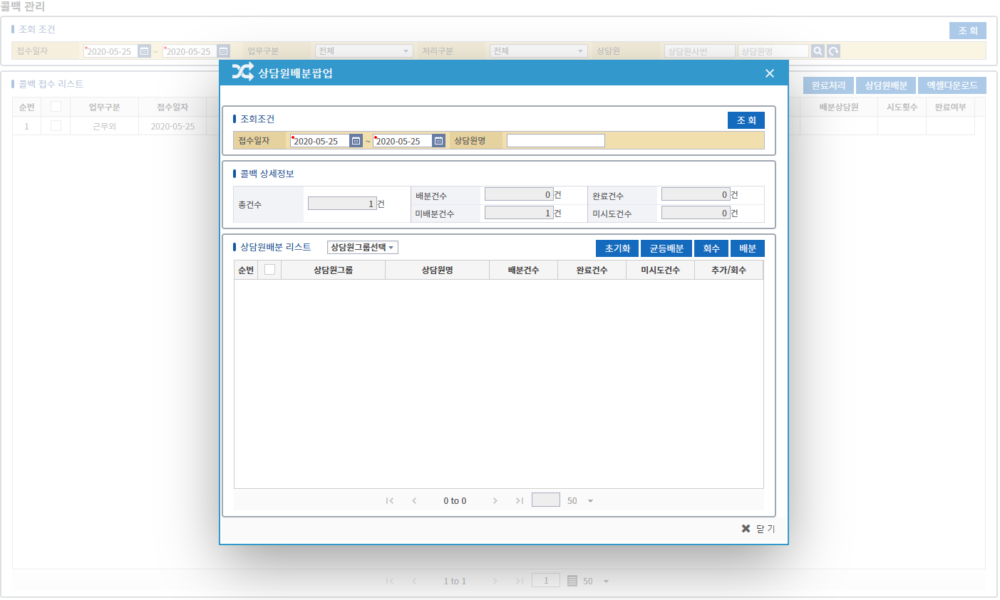 콜백 관리
조회 조건
조 회
접수일자 2020-05-25 ~ 2020-05-25 업무구분 전체 처리구분 전체 상담원 상담원사번 상담원명
콜백 접수 리스트
완료처리 상담원배분 엑셀다운로드
순번 업무구분 접수일자 배분상담원 시도횟수 완료여부
1 근무외 2020-05-25
상담원배분팝업
조회조건
조 회
접수일자 2020-05-25 ~ 2020-05-25 상담원명
콜백 상세정보
총건수 1 건
배분건수 0 건 완료건수 0 건
미배분건수 1 건 미시도건수 0 건
상담원배분 리스트 상담원그룹선택 초기화 균등배분 회수 배분
순번 상담원그룹 상담원명 배분건수 완료건수 미시도건수 추가/회수
0 to 0 50
닫 기
1 to 1 1 50